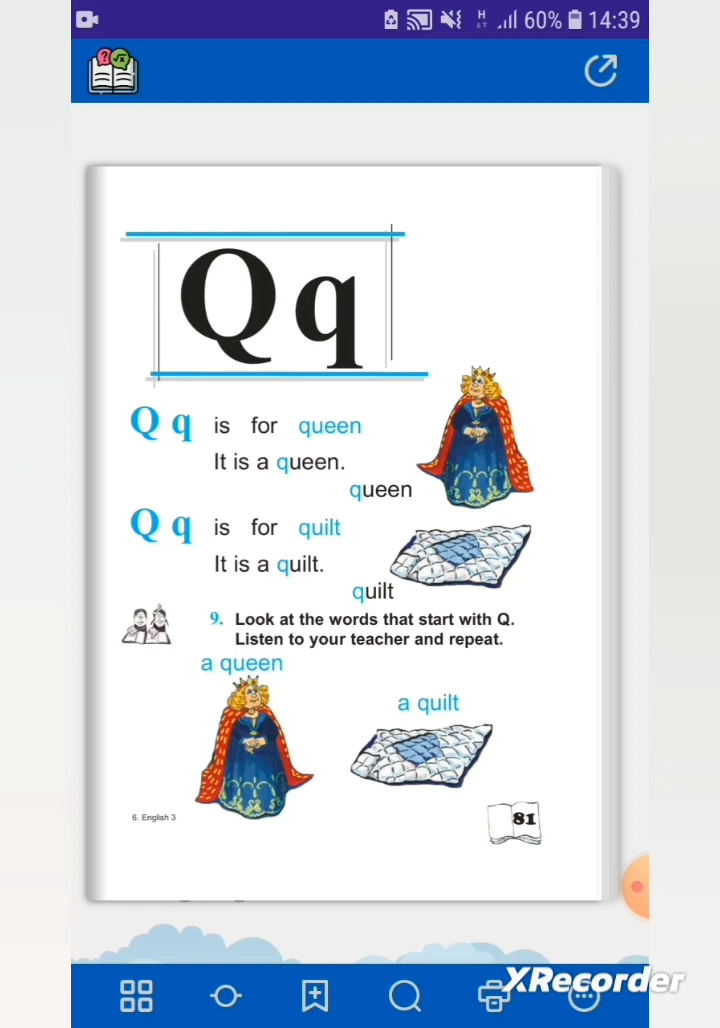 H
60%
14:39
Q q
Q q is for queen
It is a queen.
queen
Q q is for quilt
It is a quilt.
quilt
9. Look at the words that start with Q.
Listen to your teacher and repeat.
a queen
a quilt
6. English 3
81
XRecorder